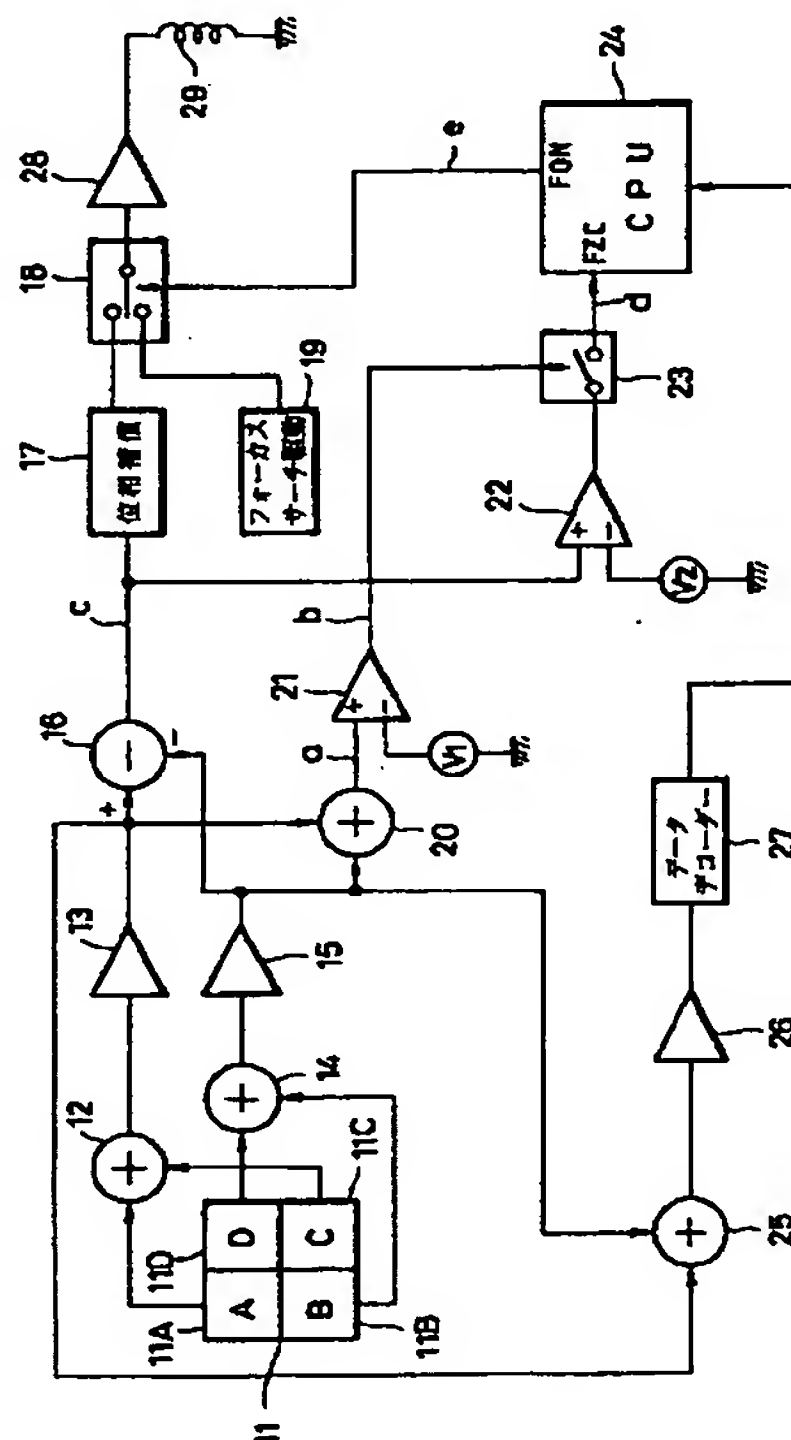 29
28
18
17
位相補償
フォーカス
サーチ駆動
19
c
16
+
−
−
13
12
+
15
14
+
11A
11D
11C
11B
A
D
B
C
11
a
+
20
21
+
−
V1
b
22
+
−
V2
23
d
e
24
FON
FZC
CPU
25
+
26
データ
デコーダー
27